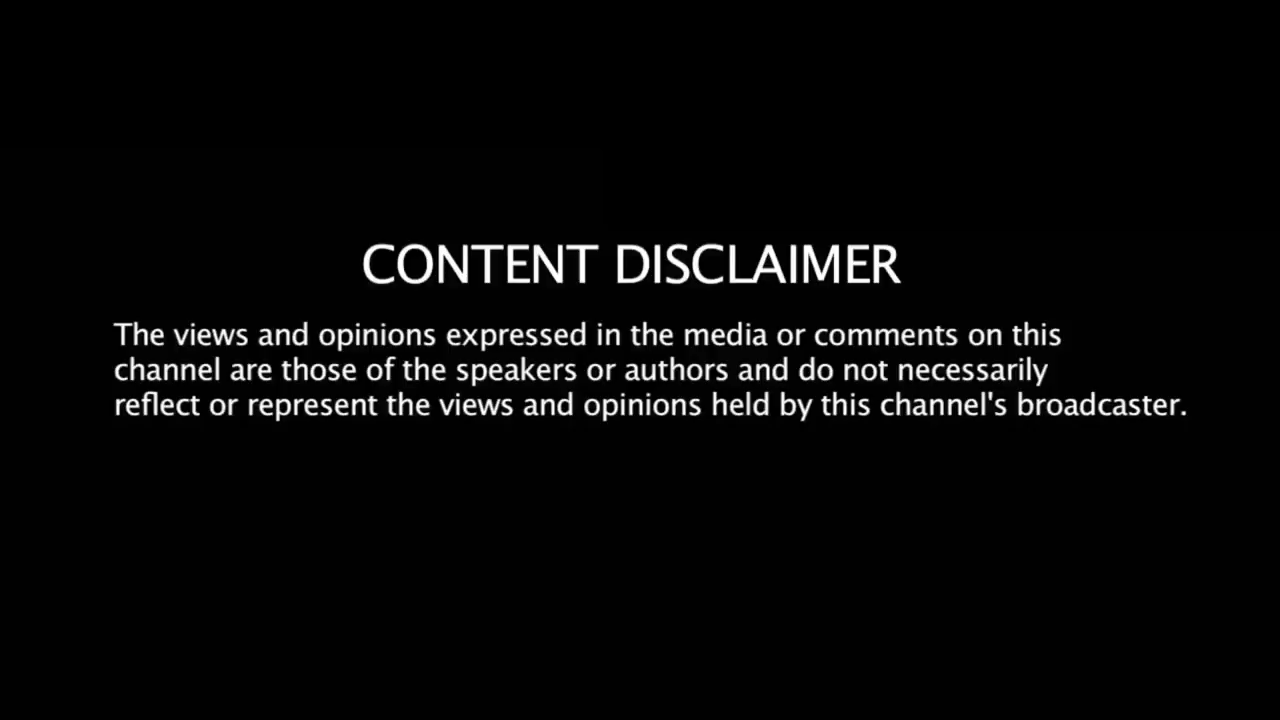 CONTENT DISCLAIMER
The views and opinions expressed in the media or comments on this
channel are those of the speakers or authors and do not necessarily
reflect or represent the views and opinions held by this channel's broadcaster.